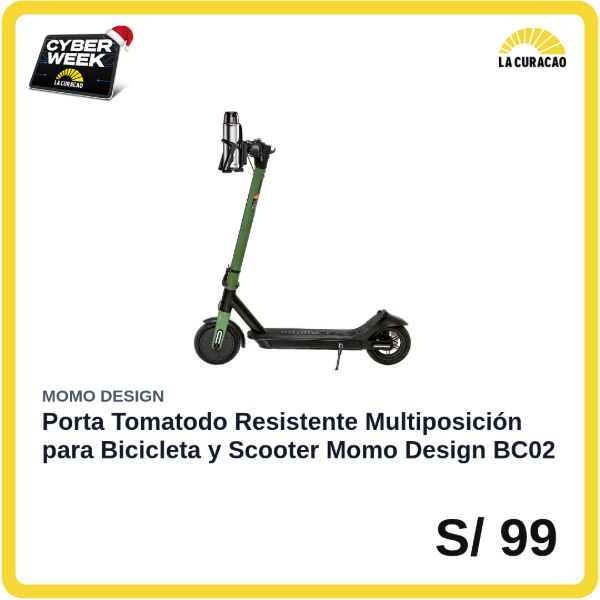 CYBER
WEEK
LA CURACAO
LA CURACAO
MOMO DESIGN
Porta Tomatodo Resistente Multiposición
para Bicicleta y Scooter Momo Design BC02
S/ 99